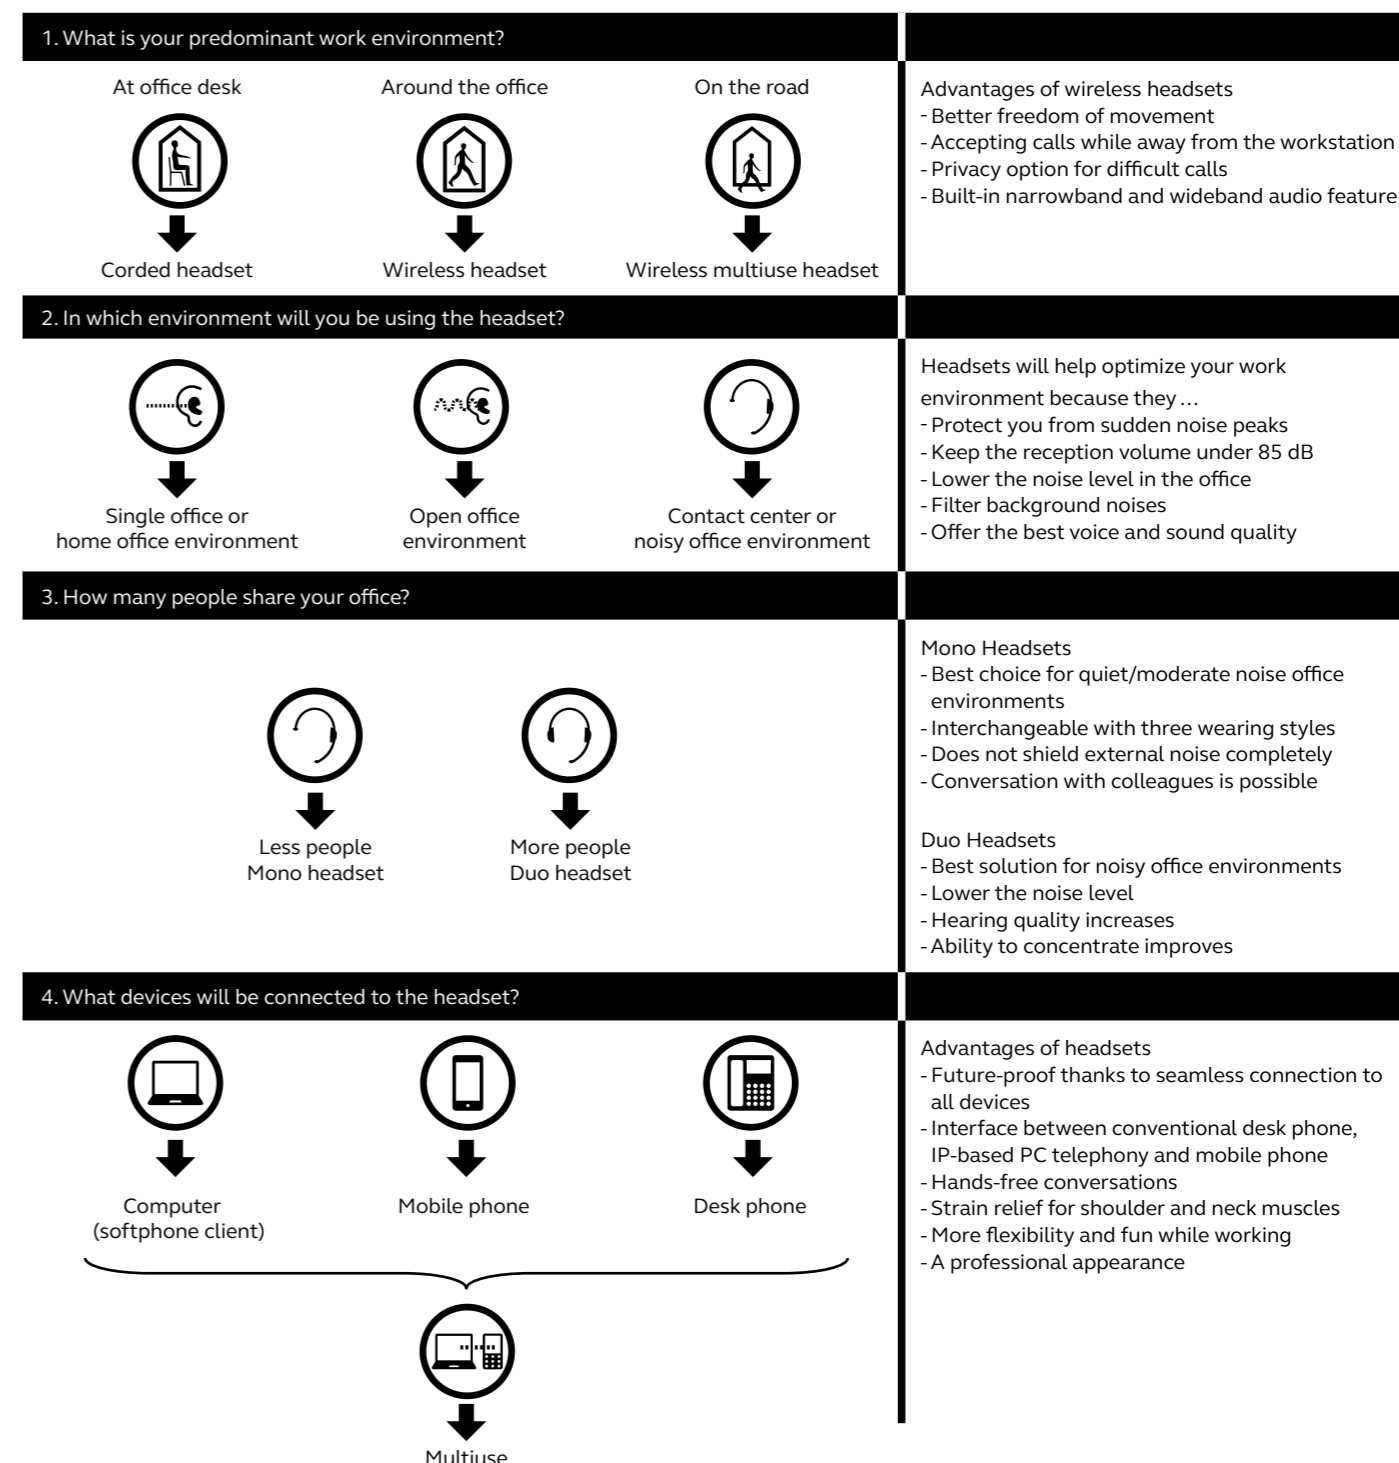 1. What is your predominant work environment?
At office desk
Around the office
On the road
Corded headset
Wireless headset
Wireless multiuse headset
Advantages of wireless headsets
- Better freedom of movement
- Accepting calls while away from the workstation
- Privacy option for difficult calls
- Built-in narrowband and wideband audio feature
2. In which environment will you be using the headset?
Single office or
home office environment
Open office
environment
Contact center or
noisy office environment
Headsets will help optimize your work
environment because they ...
- Protect you from sudden noise peaks
- Keep the reception volume under 85 dB
- Lower the noise level in the office
- Filter background noises
- Offer the best voice and sound quality
3. How many people share your office?
Less people
Mono headset
More people
Duo headset
Mono Headsets
- Best choice for quiet/moderate noise office
environments
- Interchangeable with three wearing styles
- Does not shield external noise completely
- Conversation with colleagues is possible
Duo Headsets
- Best solution for noisy office environments
- Lower the noise level
- Hearing quality increases
- Ability to concentrate improves
4. What devices will be connected to the headset?
Computer
(softphone client)
Mobile phone
Desk phone
Multiuse
Advantages of headsets
- Future-proof thanks to seamless connection to
all devices
- Interface between conventional desk phone,
IP-based PC telephony and mobile phone
- Hands-free conversations
- Strain relief for shoulder and neck muscles
- More flexibility and fun while working
- A professional appearance